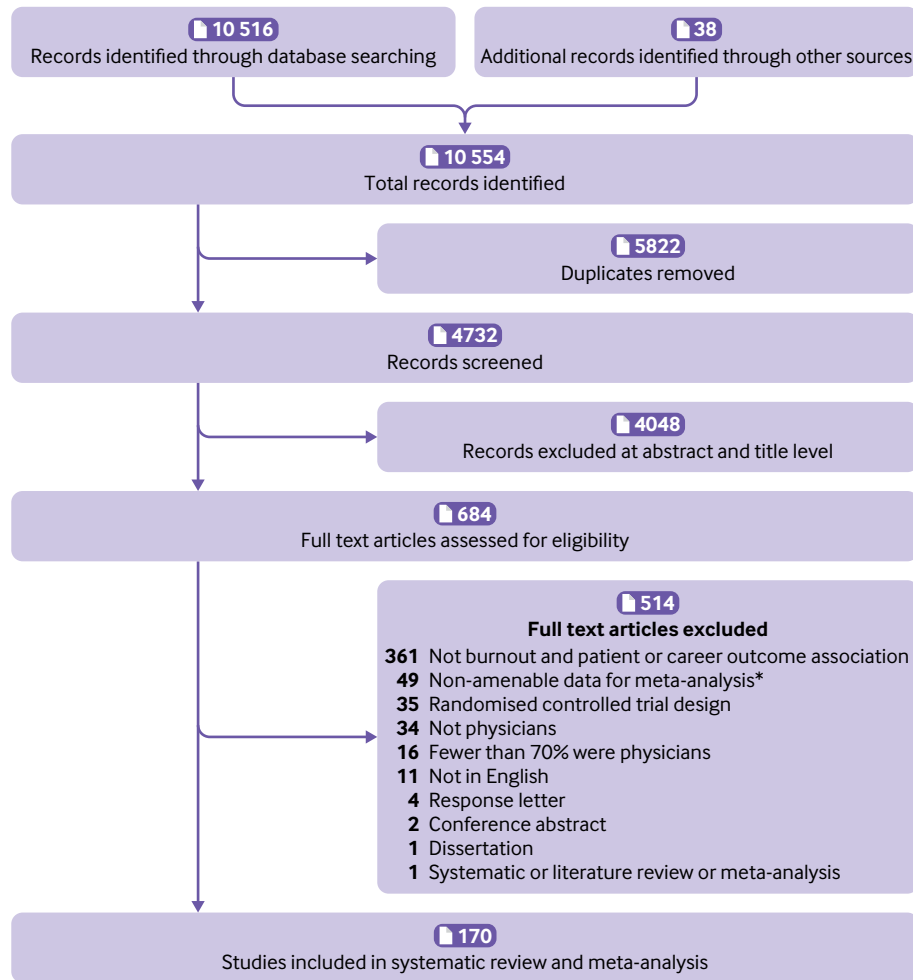 10 516
Records identified through database searching
38
Additional records identified through other sources
10 554
Total records identified
5822
Duplicates removed
4732
Records screened
4048
Records excluded at abstract and title level
684
Full text articles assessed for eligibility
514
Full text articles excluded
361 Not burnout and patient or career outcome association
49 Non-amenable data for meta-analysis*
35 Randomised controlled trial design
34 Not physicians
16 Fewer than 70% were physicians
11 Not in English
4 Response letter
2 Conference abstract
1 Dissertation
1 Systematic or literature review or meta-analysis
170
Studies included in systematic review and meta-analysis